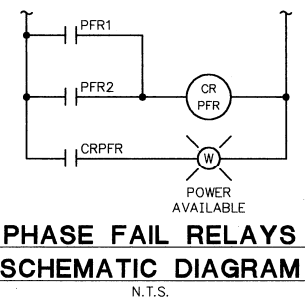 PFR1
PFR2
CR
PFR
CRPFR
W
POWER
AVAILABLE
PHASE FAIL RELAYS
SCHEMATIC DIAGRAM
N.T.S.